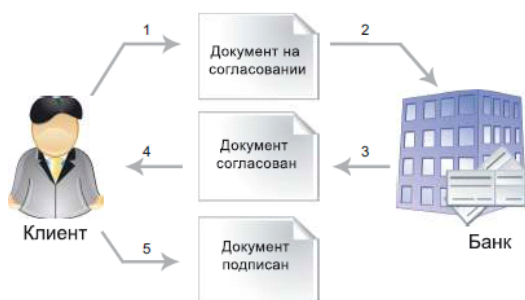 1
2
Документ на
согласовании
4
Документ
согласован
3
Клиент
Банк
5
Документ
подписан